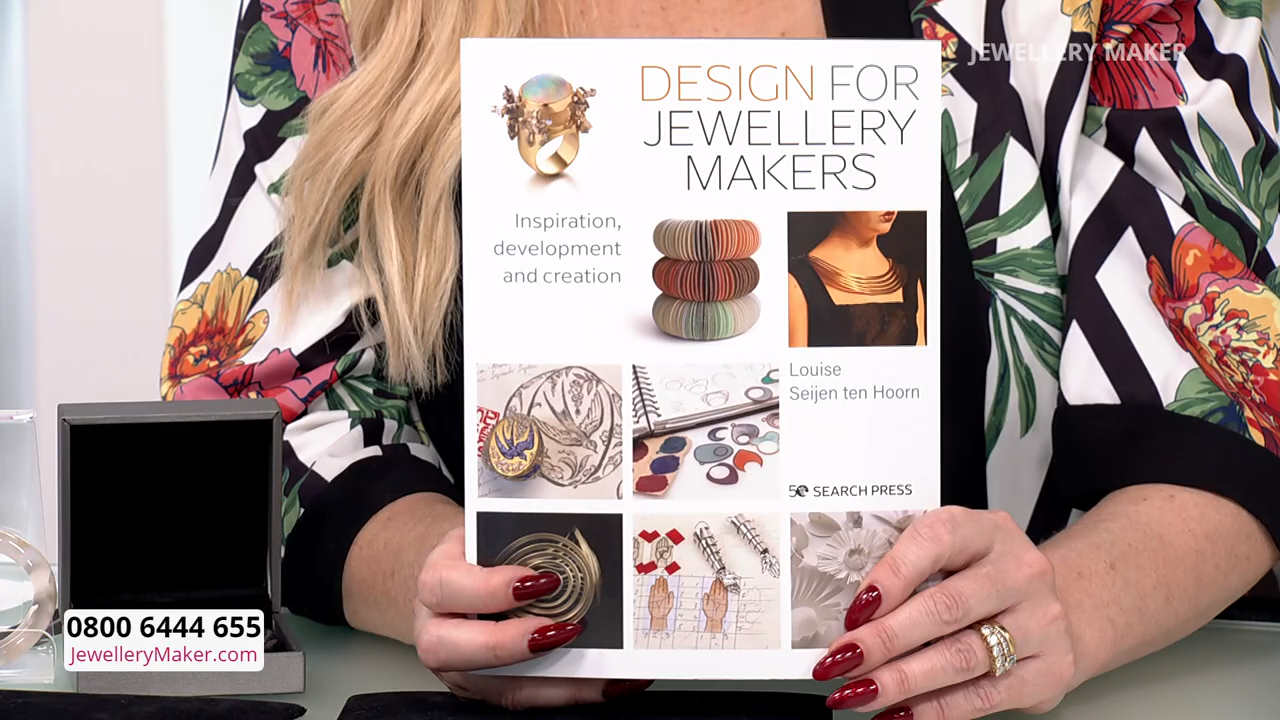 JEWELLERY MAKER
DESIGN FOR
JEWELLERY
MAKERS
Inspiration,
development
and creation
Louise
Seijen ten Hoorn
50 SEARCH PRESS
0800 6444 655
JewelleryMaker.com